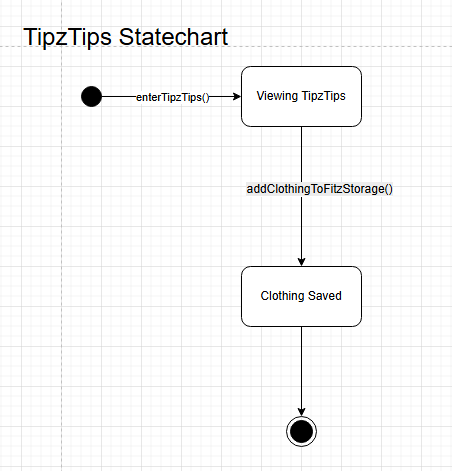 TipzTips Statechart
enterTipzTips()
Viewing TipzTips
addClothingToFitzStorage()
Clothing Saved